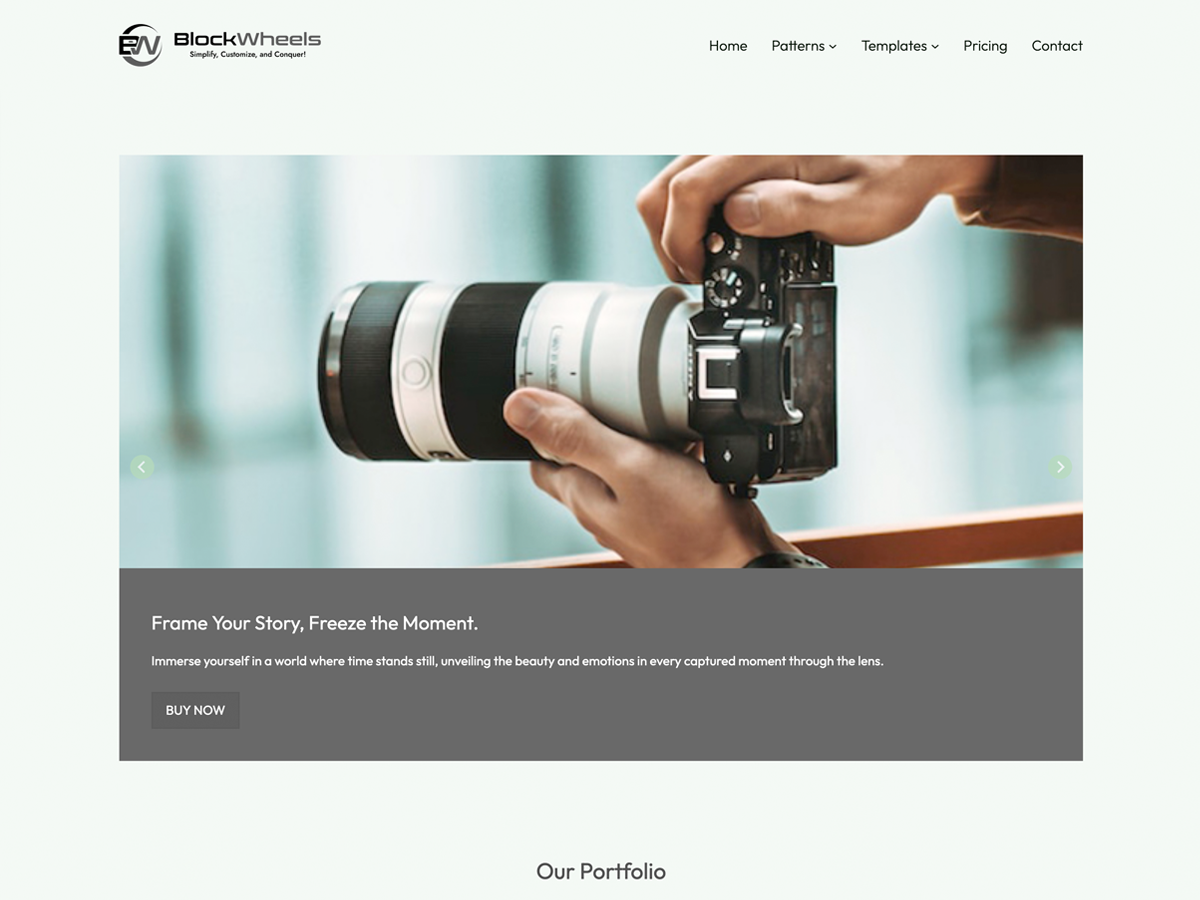 BW BlockWheels
Simplify, Customize, and Conquer!
Home Patterns Templates Pricing Contact
Frame Your Story, Freeze the Moment.
Immerse yourself in a world where time stands still, unveiling the beauty and emotions in every captured moment through the lens.
BUY NOW
Our Portfolio